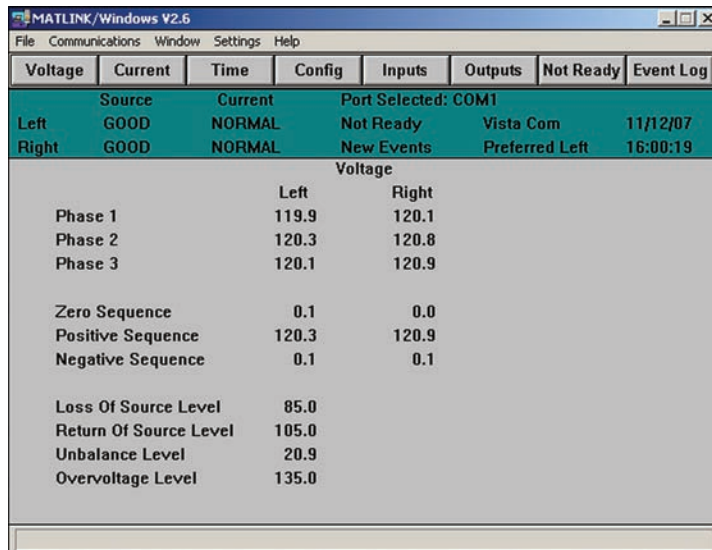 MATLINK/Windows V2.6
File Communications Window Settings Help
Voltage Current Time Config Inputs Outputs Not Ready Event Log
Source Current Port Selected: COM1
Left GOOD NORMAL Not Ready Vista Com 11/12/07
Right GOOD NORMAL New Events Preferred Left 16:00:19
Voltage
Left Right
Phase 1 119.9 120.1
Phase 2 120.3 120.8
Phase 3 120.1 120.9
Zero Sequence 0.1 0.0
Positive Sequence 120.3 120.9
Negative Sequence 0.1 0.1
Loss Of Source Level 85.0
Return Of Source Level 105.0
Unbalance Level 20.9
Overvoltage Level 135.0